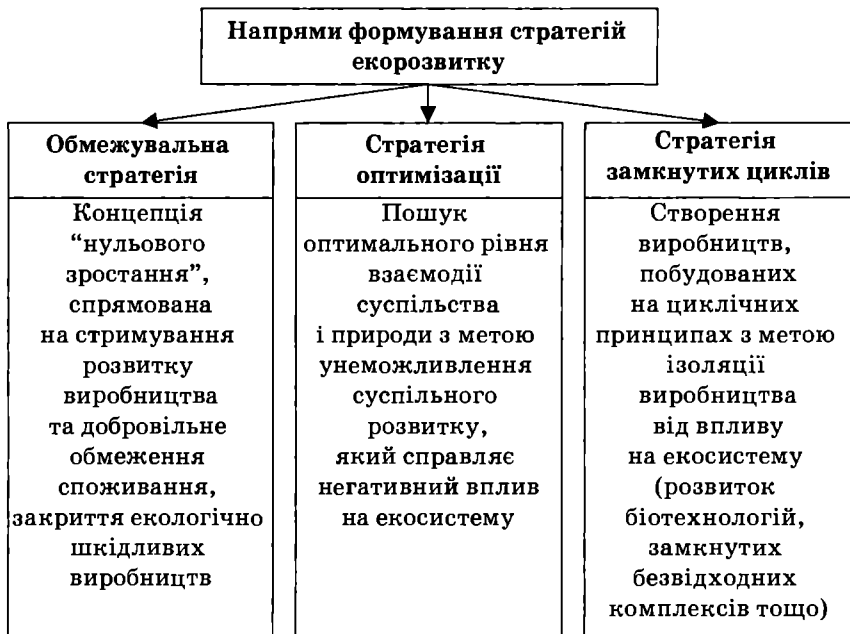 Напрями формування стратегій
екорозвитку
Обмежувальна
стратегія
Концепція
“нульового
зростання”,
спрямована
на стримування
розвитку
виробництва
та добровільне
обмеження
споживання,
закриття екологічно
шкідливих
виробництв
Стратегія
оптимізації
Пошук
оптимального рівня
взаємодії
суспільства
і природи з метою
унеможливлення
суспільного
розвитку,
який справляє
негативний вплив
на екосистему
Стратегія
замкнутих циклів
Створення
виробництв,
побудованих
на циклічних
принципах з метою
ізоляції
виробництва
від впливу
на екосистему
(розвиток
біотехнологій,
замкнутих
безвідходних
комплексів тощо)